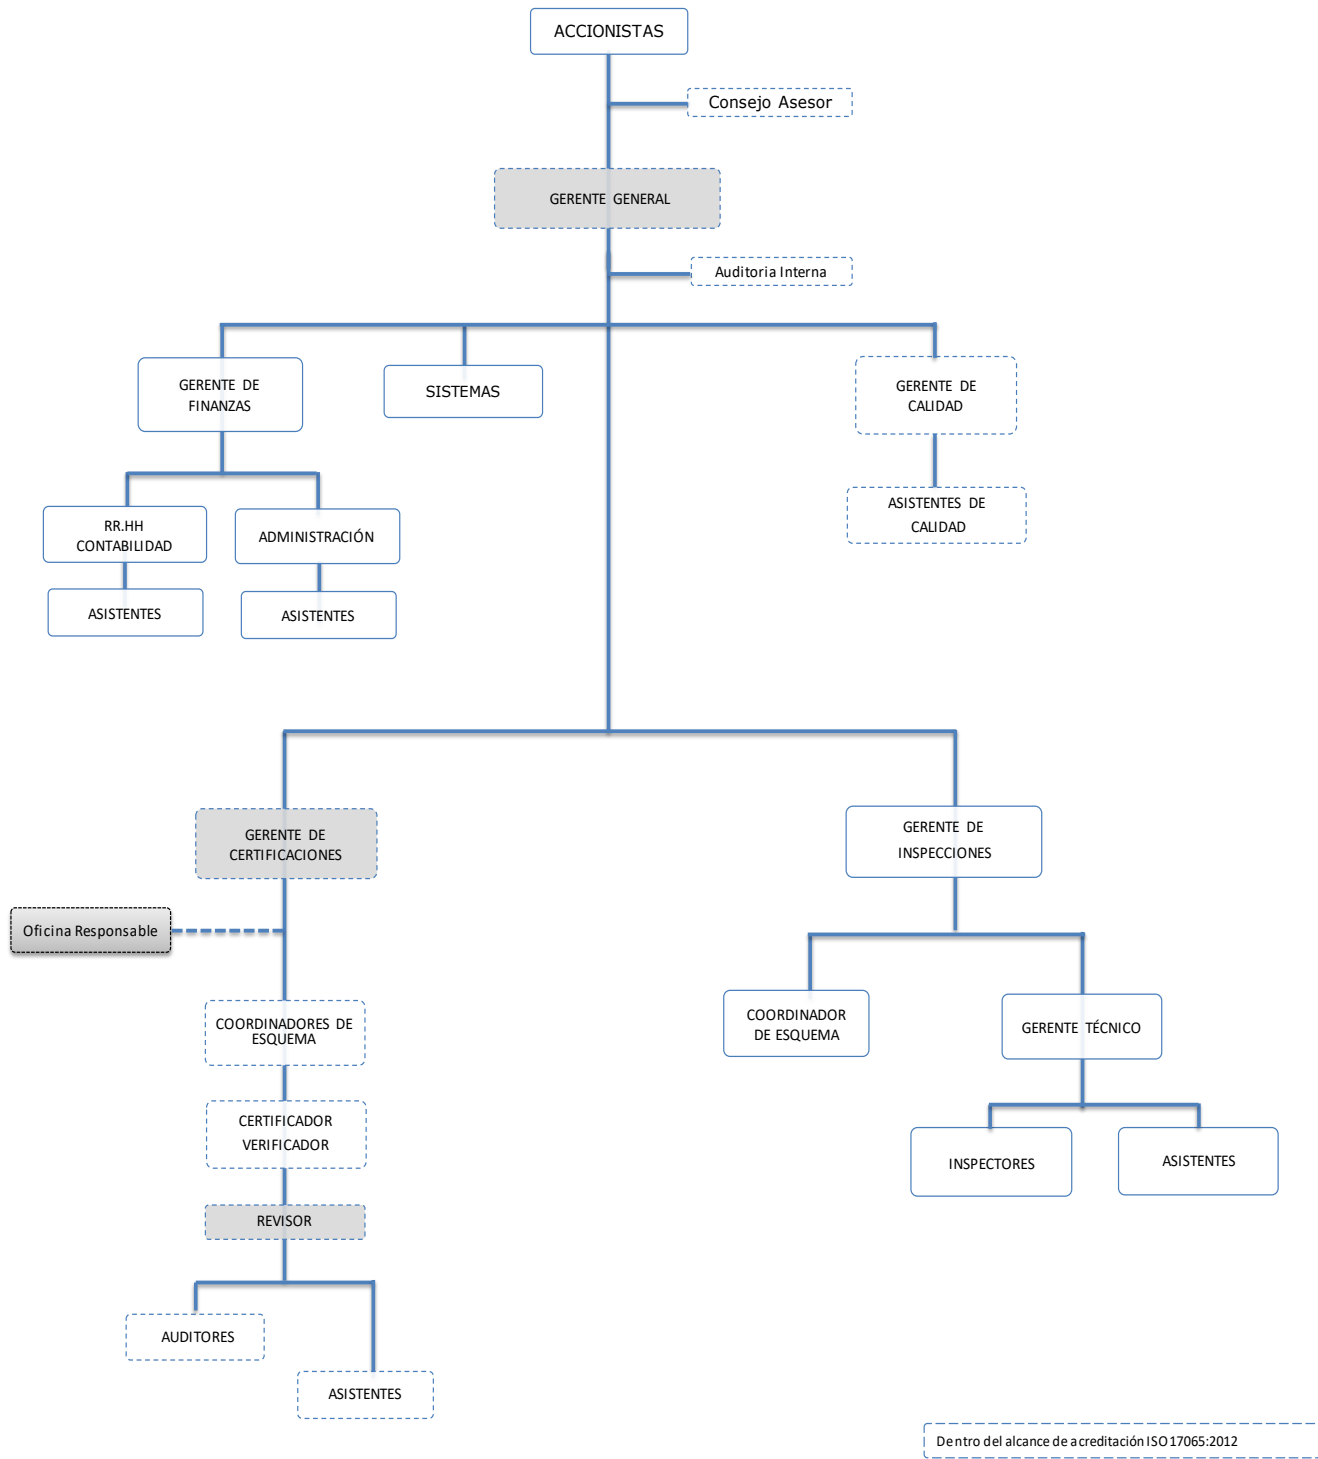 ACCIONISTAS
Consejo Asesor
GERENTE GENERAL
Auditoria Interna
GERENTE DE
FINANZAS
SISTEMAS
GERENTE DE
CALIDAD
ASISTENTES DE
CALIDAD
RR.HH
CONTABILIDAD
ADMINISTRACIÓN
ASISTENTES
ASISTENTES
GERENTE DE
CERTIFICACIONES
GERENTE DE
INSPECCIONES
Oficina Responsable
COORDINADORES DE
ESQUEMA
COORDINADOR
DE ESQUEMA
GERENTE TÉCNICO
CERTIFICADOR
VERIFICADOR
INSPECTORES
ASISTENTES
REVISOR
AUDITORES
ASISTENTES
Dentro del alcance de acreditación ISO 17065:2012